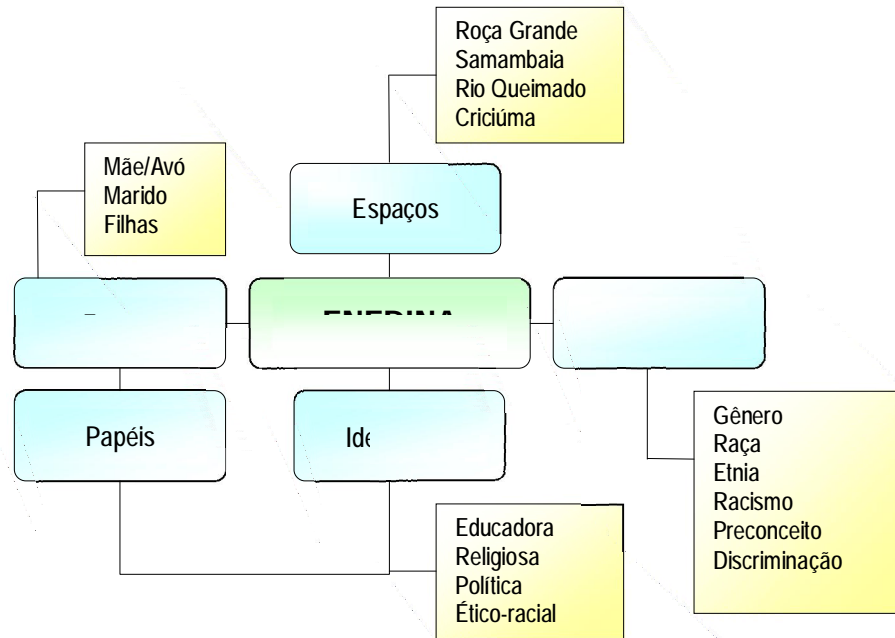 Roça Grande
Samambaia
Rio Queimado
Criciúma
Mãe/Avó
Marido
Filhas
Espaços
ENEDINA
Papéis
Gênero
Raça
Etnia
Racismo
Preconceito
Discriminação
Educadora
Religiosa
Política
Ético-racial